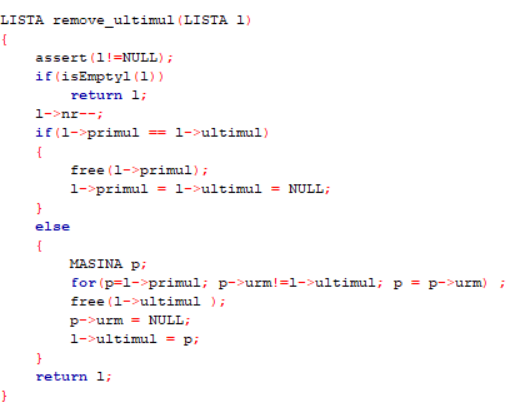 LISTA remove_ultimul(LISTA l)
{
    assert(l!=NULL);
    if(isEmptyl(l))
        return l;
    l->nr--;
    if(l->primul == l->ultimul)
    {
        free(l->primul);
        l->primul = l->ultimul = NULL;
    }
    else
    {
        MASINA p;
        for(p=l->primul; p->urm!=l->ultimul; p = p->urm) ;
        free(l->ultimul );
        p->urm = NULL;
        l->ultimul = p;
    }
    return l;
}